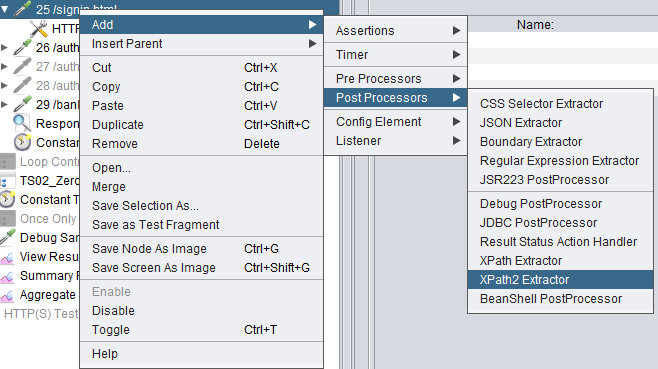 25 /signin.html
HTTP
26 /auth
27 /auth
28 /auth
29 /ban
Respon
Constan
Loop Contr
TS02_Zero
Constant T
Once Only
Debug Sam
View Resu
Summary R
Aggregate
HTTP(S) Test
Add
Insert Parent
Cut Ctrl+X
Copy Ctrl+C
Paste Ctrl+V
Duplicate Ctrl+Shift+C
Remove Delete
Open...
Merge
Save Selection As...
Save as Test Fragment
Save Node As Image Ctrl+G
Save Screen As Image Ctrl+Shift+G
Enable
Disable
Toggle Ctrl+T
Help
Assertions
Timer
Pre Processors
Post Processors
Config Element
Listener
Name:
CSS Selector Extractor
JSON Extractor
Boundary Extractor
Regular Expression Extractor
JSR223 PostProcessor
Debug PostProcessor
JDBC PostProcessor
Result Status Action Handler
XPath Extractor
XPath2 Extractor
BeanShell PostProcessor